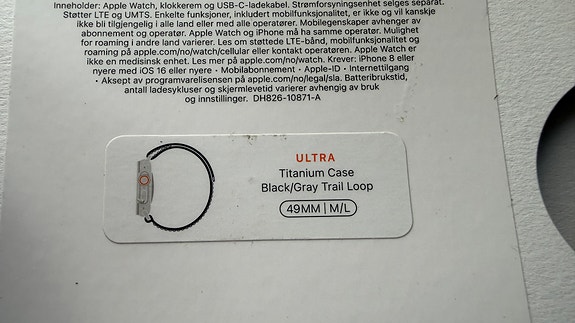 Inneholder: Apple Watch, klokkerem og USB-C-ladekabel. Strømforsyningsenhet selges separat.
Støtter LTE og UMTS. Enkelte funksjoner, inkludert mobilfunksjonalitet, er ikke og vil kanskje
ikke bli tilgjengelig i alle land eller med alle operatører. Mobilegenskaper avhenger av
abonnement og operatør. Apple Watch og iPhone må ha samme operatør. Mulighet
for roaming i andre land varierer. Les om støttede LTE-bånd, mobilfunksjonalitet og
roaming på apple.com/no/watch/cellular eller kontakt operatøren. Apple Watch er
ikke en medisinsk enhet. Les mer på apple.com/no/watch. Krever: iPhone 8 eller
nyere med iOS 16 eller nyere • Mobilabonnement • Apple-ID • Internettilgang
• Aksept av programvarelisensen på apple.com/no/legal/sla. Batteribrukstid,
antall ladesykluser og skjermlevetid varierer avhengig av bruk
og innstillinger. DH826-10871-A
ULTRA
Titanium Case
Black/Gray Trail Loop
49MM | M/L